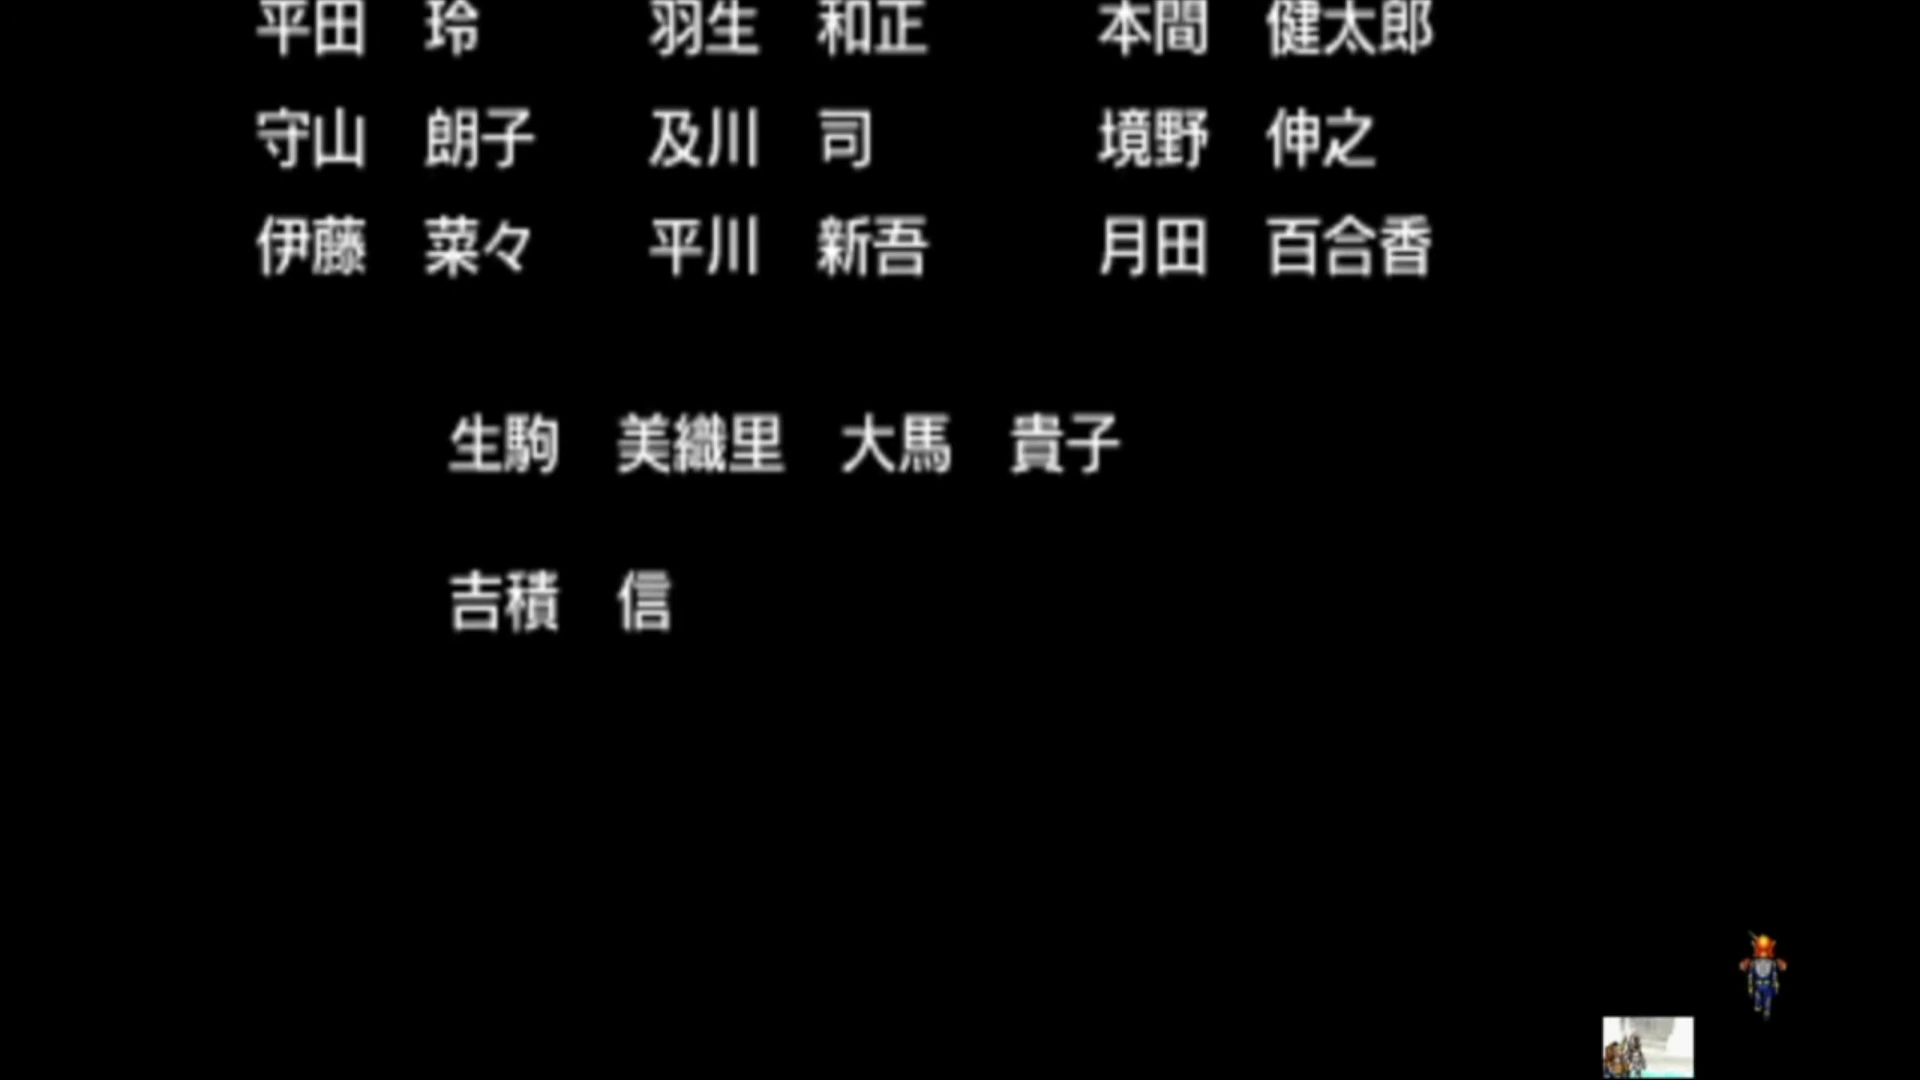 平田　玲　羽生　和正　本間　健太郎
守山　朗子　及川　司　境野　伸之
伊藤　菜々　平川　新吾　月田　百合香
生駒　美織里　大馬　貴子
吉積　信